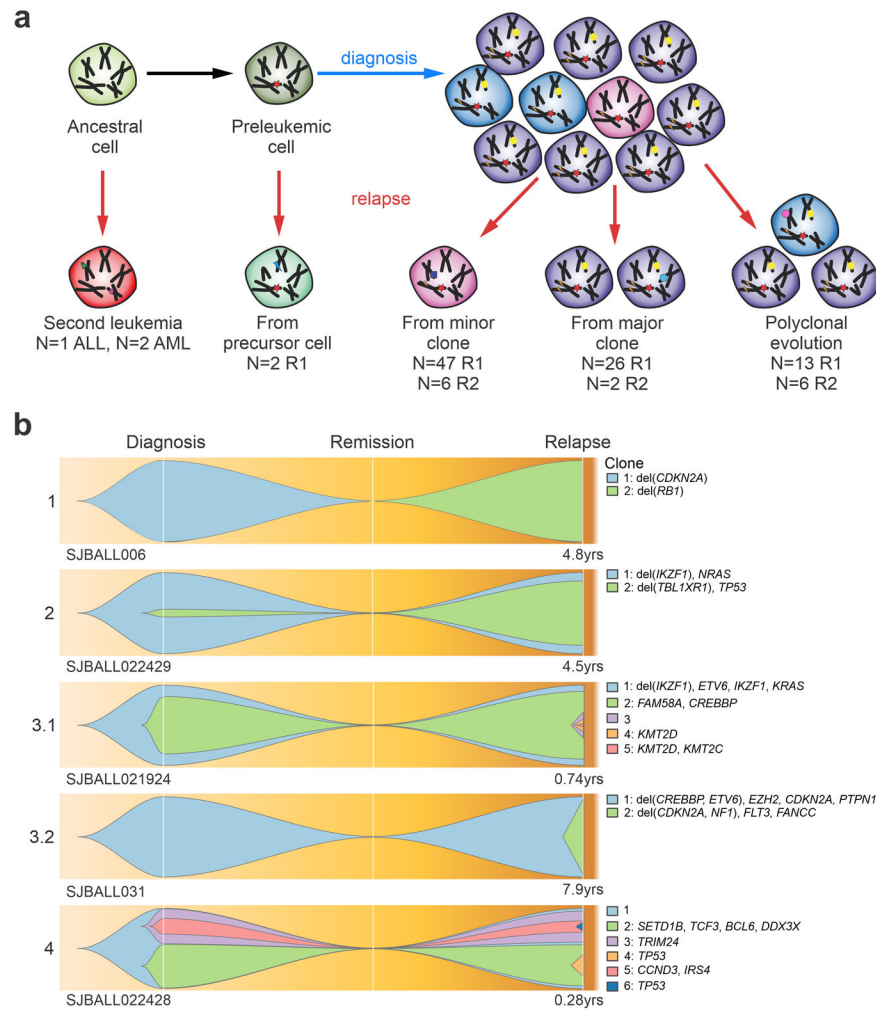 a
diagnosis
Ancestral
cell
Preleukemic
cell
relapse
Second leukemia
N=1 ALL, N=2 AML
From
precursor cell
N=2 R1
From minor
clone
N=47 R1
N=6 R2
From major
clone
N=26 R1
N=2 R2
Polyclonal
evolution
N=13 R1
N=6 R2
b
Diagnosis
Remission
Relapse
Clone
1: del(CDKN2A)
2: del(RB1)
1
SJBALL006
4.8yrs
1: del(IKZF1), NRAS
2: del(TBL1XR1), TP53
2
SJBALL022429
4.5yrs
1: del(IKZF1), ETV6, IKZF1, KRAS
2: FAM58A, CREBBP
3
4: KMT2D
5: KMT2D, KMT2C
3.1
SJBALL021924
0.74yrs
1: del(CREBBP, ETV6), EZH2, CDKN2A, PTPN1
2: del(CDKN2A, NF1), FLT3, FANCC
3.2
SJBALL031
7.9yrs
1
2: SETD1B, TCF3, BCL6, DDX3X
3: TRIM24
4: TP53
5: CCND3, IRS4
6: TP53
4
SJBALL022428
0.28yrs